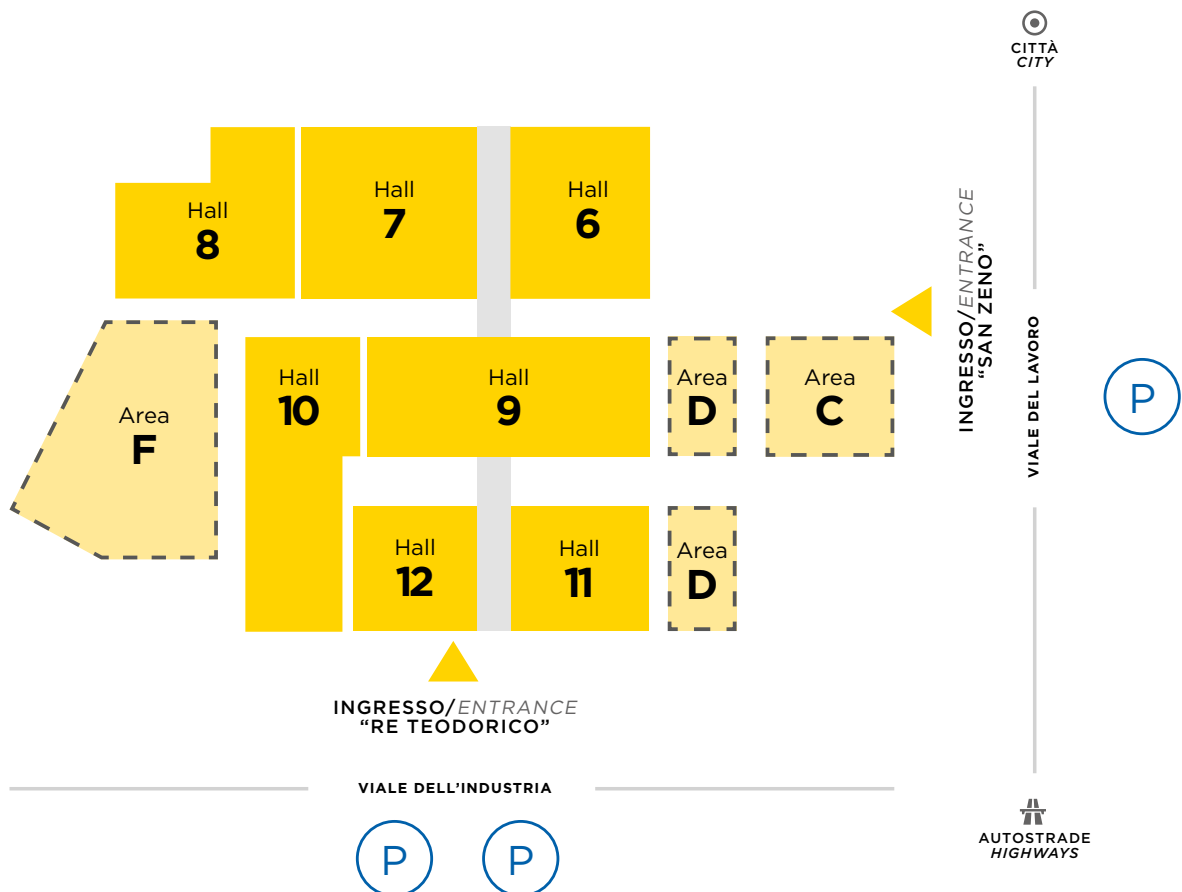 CITTÀ
CITY
Hall
7
Hall
6
Hall
8
INGRESSO/ENTRANCE
“SAN ZENO”
VIALE DEL LAVORO
P
Hall
10
Hall
9
Area
D
Area
C
Area
F
Hall
12
Hall
11
Area
D
INGRESSO/ENTRANCE
“RE TEODORICO”
VIALE DELL’INDUSTRIA
P
P
AUTOSTRADE
HIGHWAYS